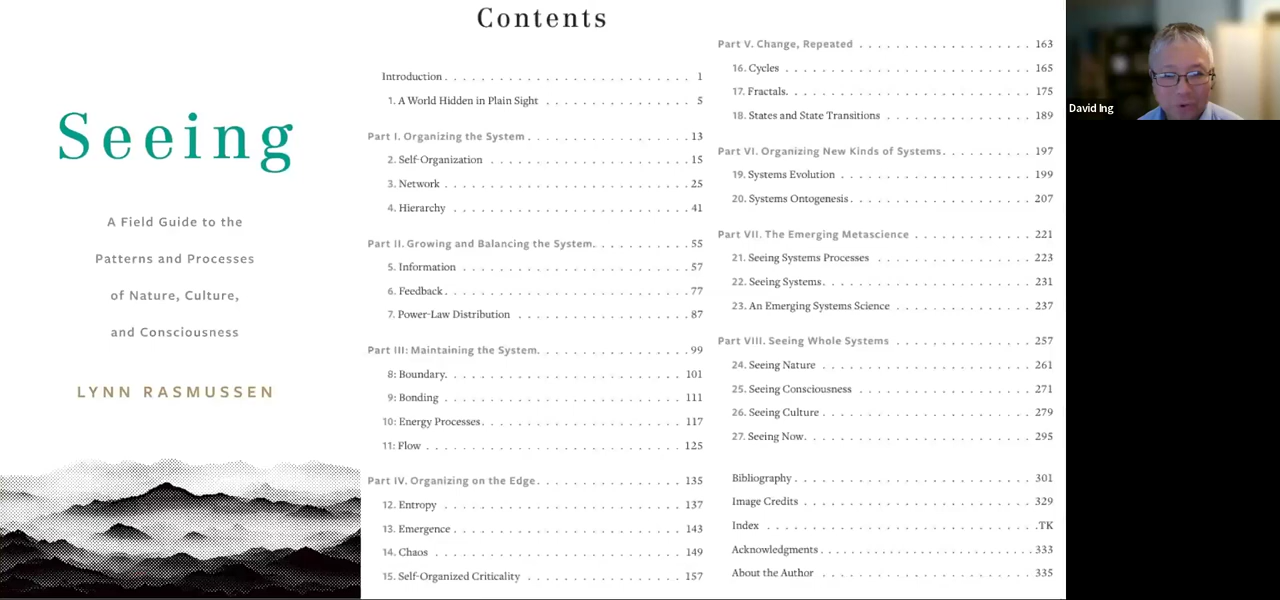 Seeing
A Field Guide to the
Patterns and Processes
of Nature, Culture,
and Consciousness
LYNN RASMUSSEN
Contents
Introduction . . . . . . . . . . . . . . . . . . . . . . . . . . . 1
1. A World Hidden in Plain Sight . . . . . . . . . . . . . . . . 5
Part I. Organizing the System . . . . . . . . . . . . . . . . . . 13
2. Self-Organization . . . . . . . . . . . . . . . . . . . . . 15
3. Network . . . . . . . . . . . . . . . . . . . . . . . . . . 25
4. Hierarchy . . . . . . . . . . . . . . . . . . . . . . . . . 41
Part II. Growing and Balancing the System. . . . . . . . . . . 55
5. Information . . . . . . . . . . . . . . . . . . . . . . . . 57
6. Feedback . . . . . . . . . . . . . . . . . . . . . . . . . 77
7. Power-Law Distribution . . . . . . . . . . . . . . . . . . 87
Part III: Maintaining the System. . . . . . . . . . . . . . . . . 99
8: Boundary. . . . . . . . . . . . . . . . . . . . . . . . . 101
9: Bonding . . . . . . . . . . . . . . . . . . . . . . . . . 111
10: Energy Processes. . . . . . . . . . . . . . . . . . . . . 117
11: Flow . . . . . . . . . . . . . . . . . . . . . . . . . . . 125
Part IV. Organizing on the Edge. . . . . . . . . . . . . . . . 135
12. Entropy . . . . . . . . . . . . . . . . . . . . . . . . . 137
13. Emergence . . . . . . . . . . . . . . . . . . . . . . . . 143
14. Chaos . . . . . . . . . . . . . . . . . . . . . . . . . . 149
15. Self-Organized Criticality . . . . . . . . . . . . . . . . . 157
Part V. Change, Repeated . . . . . . . . . . . . . . . . . . . 163
16. Cycles . . . . . . . . . . . . . . . . . . . . . . . . . . 165
17. Fractals. . . . . . . . . . . . . . . . . . . . . . . . . . 175
18. States and State Transitions . . . . . . . . . . . . . . . . 189
Part VI. Organizing New Kinds of Systems. . . . . . . . . . . 197
19. Systems Evolution . . . . . . . . . . . . . . . . . . . . 199
20. Systems Ontogenesis . . . . . . . . . . . . . . . . . . . 207
Part VII. The Emerging Metascience . . . . . . . . . . . . . . 221
21. Seeing Systems Processes . . . . . . . . . . . . . . . . . 223
22. Seeing Systems. . . . . . . . . . . . . . . . . . . . . . 231
23. An Emerging Systems Science . . . . . . . . . . . . . . . 237
Part VIII. Seeing Whole Systems . . . . . . . . . . . . . . . . 257
24. Seeing Nature . . . . . . . . . . . . . . . . . . . . . . 261
25. Seeing Consciousness . . . . . . . . . . . . . . . . . . . 271
26. Seeing Culture . . . . . . . . . . . . . . . . . . . . . . 279
27. Seeing Now. . . . . . . . . . . . . . . . . . . . . . . . 295
Bibliography . . . . . . . . . . . . . . . . . . . . . . . . . 301
Image Credits . . . . . . . . . . . . . . . . . . . . . . . . 329
Index . . . . . . . . . . . . . . . . . . . . . . . . . . . .TK
Acknowledgments . . . . . . . . . . . . . . . . . . . . . . 333
About the Author . . . . . . . . . . . . . . . . . . . . . . 335
David Ing